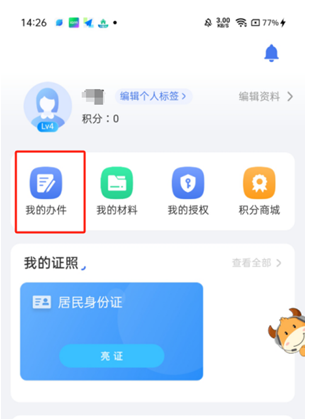 14:26 3.00 KB/S 77%
编辑个人标签 > 编辑资料 >
Lv4 积分：0
我的办件 我的材料 我的授权 积分商城
我的证照 查看全部 >
居民身份证
亮证